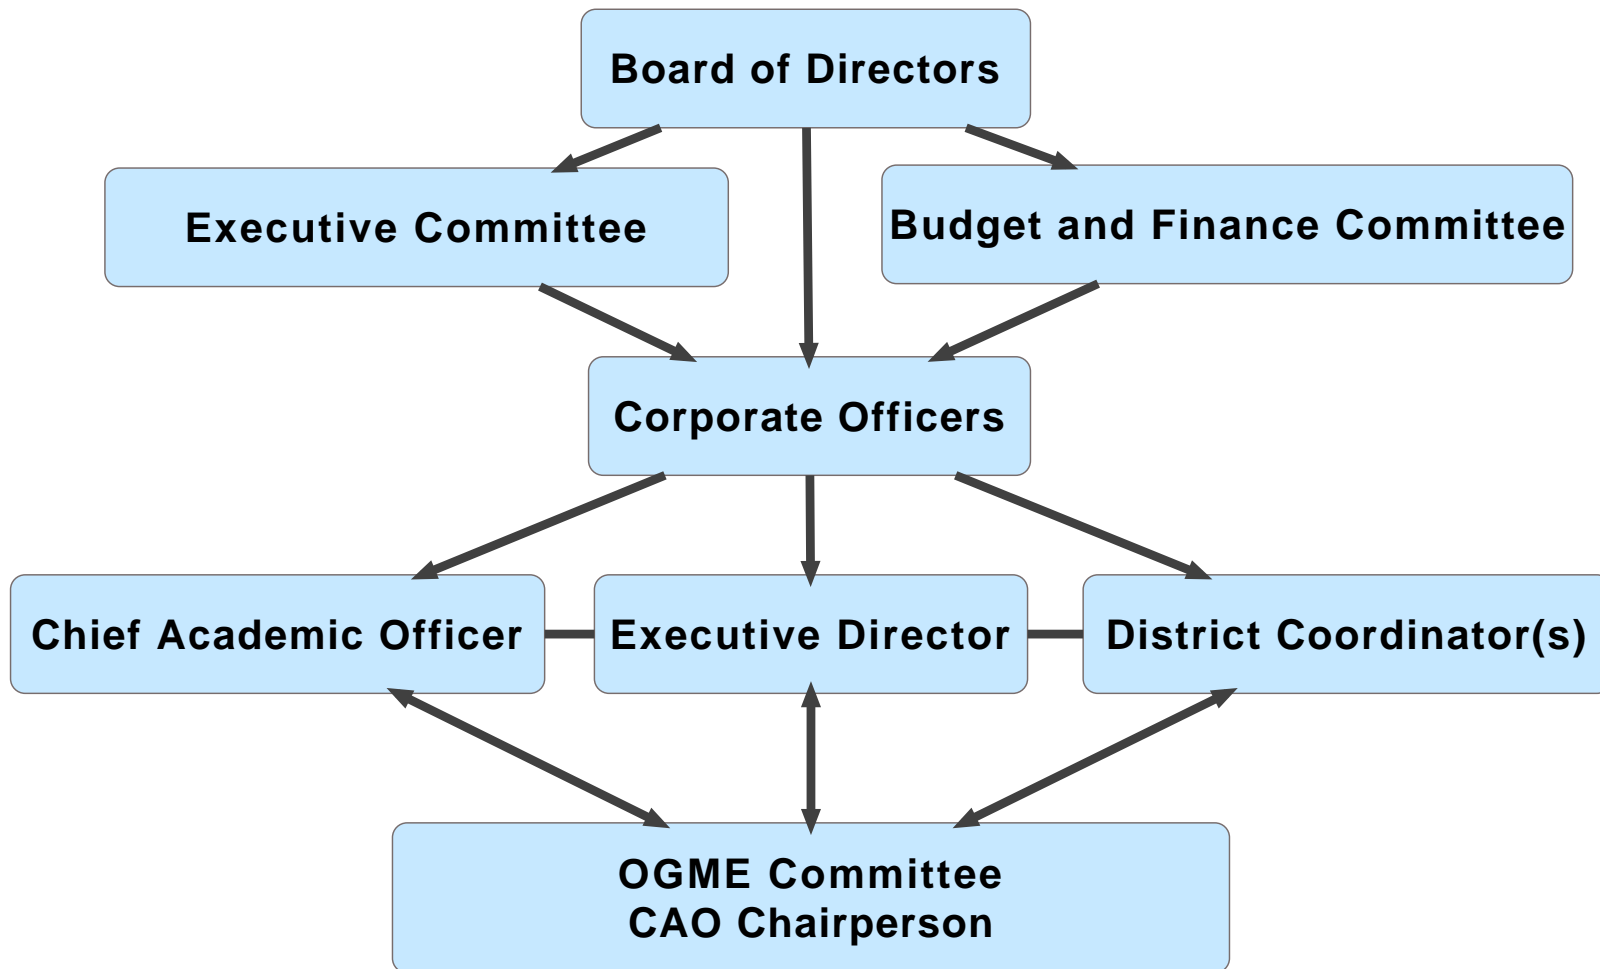 Board of Directors
Executive Committee
Budget and Finance Committee
Corporate Officers
Chief Academic Officer
Executive Director
District Coordinator(s)
OGME Committee
CAO Chairperson